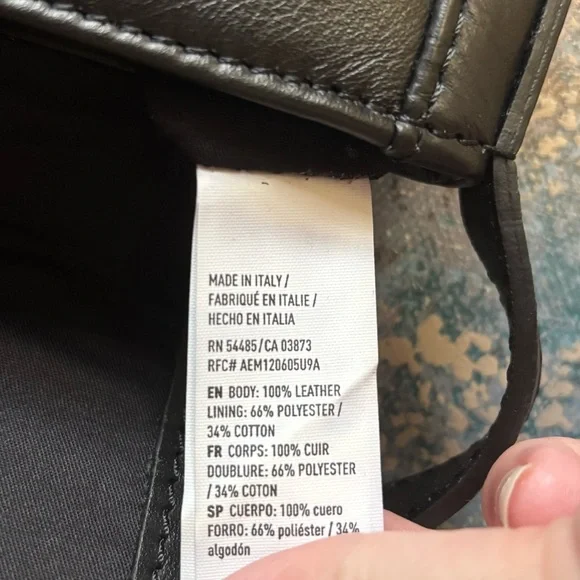 MADE IN ITALY /
FABRIQUÉ EN ITALIE /
HECHO EN ITALIA
RN 54485/CA 03873
RFC# AEM120605U9A
EN BODY: 100% LEATHER
LINING: 66% POLYESTER /
34% COTTON
FR CORPS: 100% CUIR
DOUBLURE: 66% POLYESTER
/ 34% COTON
SP CUERPO: 100% cuero
FORRO: 66% poliéster / 34%
algodón